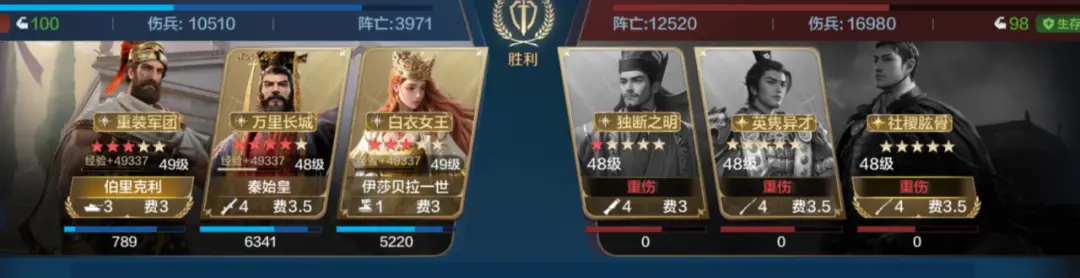 100
伤兵: 10510
阵亡:3971
胜利
阵亡:12520
伤兵: 16980
98
生存
重装军团
经验+49337
49级
伯里克利
3
费3
789
万里长城
经验+49337
49级
秦始皇
4
费3.5
6341
白衣女王
经验+49337
49级
伊莎贝拉一世
1
费3
5220
独断之明
48级
重伤
4
费3
0
英隽异才
48级
重伤
4
费3.5
0
社稷肱骨
48级
重伤
4
费3.5
0